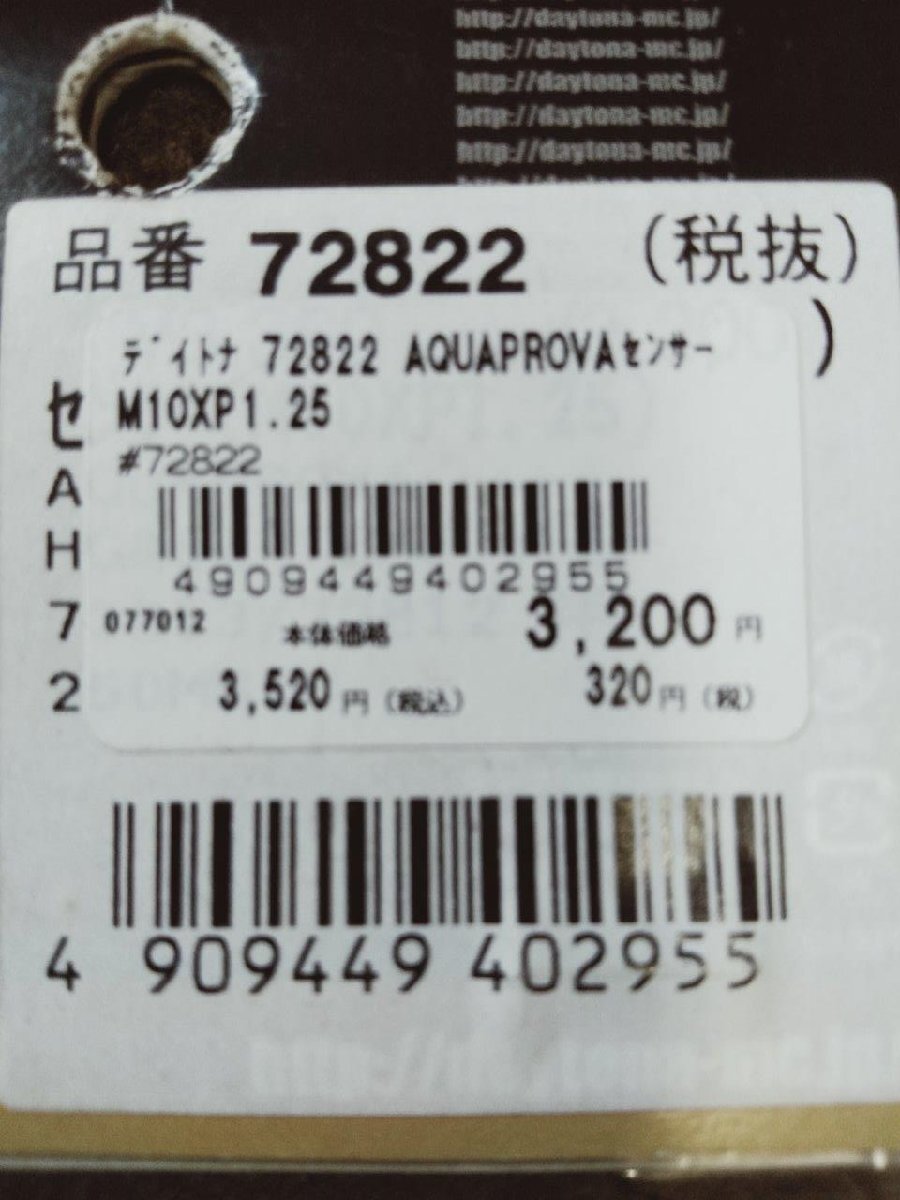 http://daytona-mc.jp/
http://daytona-mc.jp/
http://daytona-mc.jp/
http://daytona-mc.jp/
http://daytona-mc.jp/
品番 72822 (税抜)
)
デイトナ 72822 AQUAPROVAセンサー
セ M10XP1.25
#72822
A
H
4909449402955
7 077012 本体価格 3,200円
2 3,520円(税込) 320円(税)
4 909449 402955